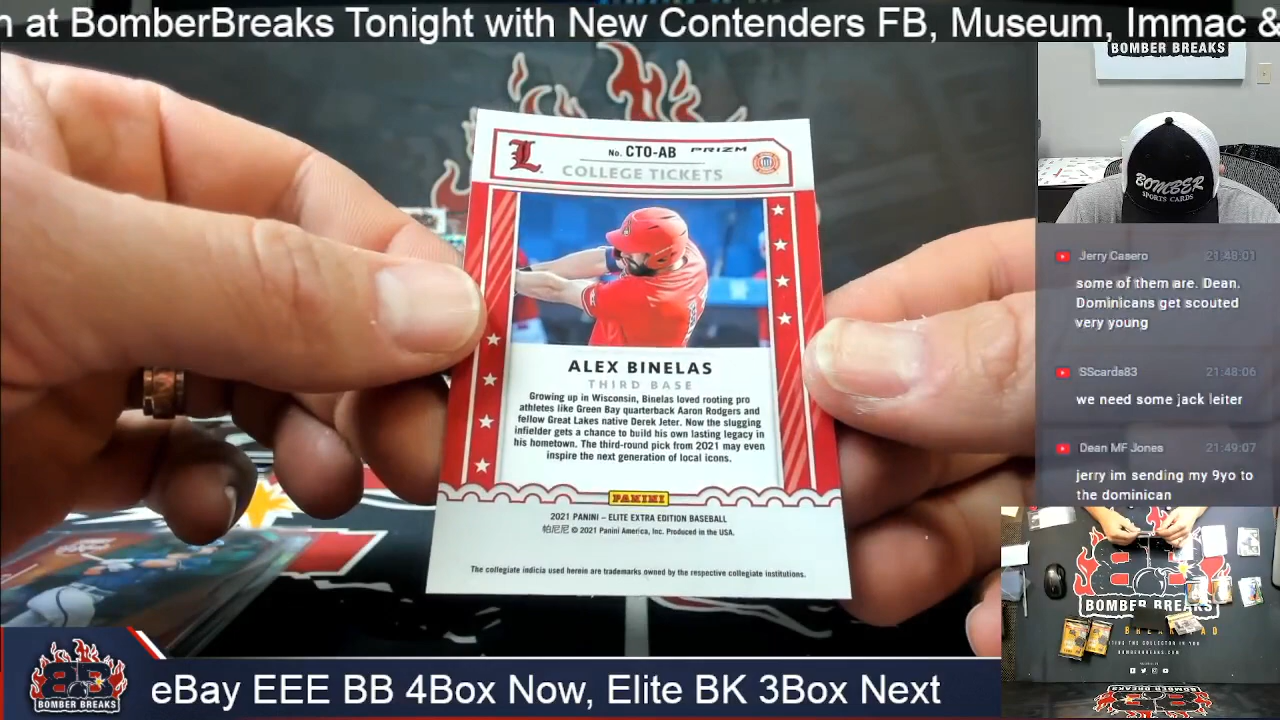 n at BomberBreaks Tonight with New Contenders FB, Museum, Immac &
BOMBER BREAKS
No. CTO-AB
PRIZM
COLLEGE TICKETS
L
ALEX BINELAS
THIRD BASE
Growing up in Wisconsin, Binelas loved rooting pro
athletes like Green Bay quarterback Aaron Rodgers and
fellow Great Lakes native Derek Jeter. Now the slugging
infielder gets a chance to build his own lasting legacy in
his hometown. The third-round pick from 2021 may even
inspire the next generation of local icons.
PANINI
2021 PANINI – ELITE EXTRA EDITION BASEBALL
帕尼尼 © 2021 Panini America, Inc. Produced in the USA.
The collegiate indicia used herein are trademarks owned by the respective collegiate institutions.
BOMBER
SPORTS CARDS
Jerry Casero 21:48:01
some of them are. Dean.
Dominicans get scouted
very young
SScards83 21:48:06
we need some jack leiter
Dean MF Jones 21:49:07
jerry im sending my 9yo to
the dominican
BOMBER BREAKS
BOMBERBREAKS.COM
BB
BOMBER BREAKS
eBay EEE BB 4Box Now, Elite BK 3Box Next